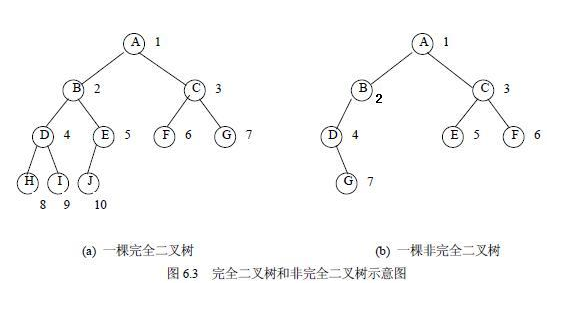 A 1 A 1
B 2 C 3 B 2 C 3
D 4 E 5 F 6 G 7 D 4 E 5 F 6
H I J G 7
8 9 10
(a) 一棵完全二叉树 (b) 一棵非完全二叉树
图 6.3 完全二叉树和非完全二叉树示意图